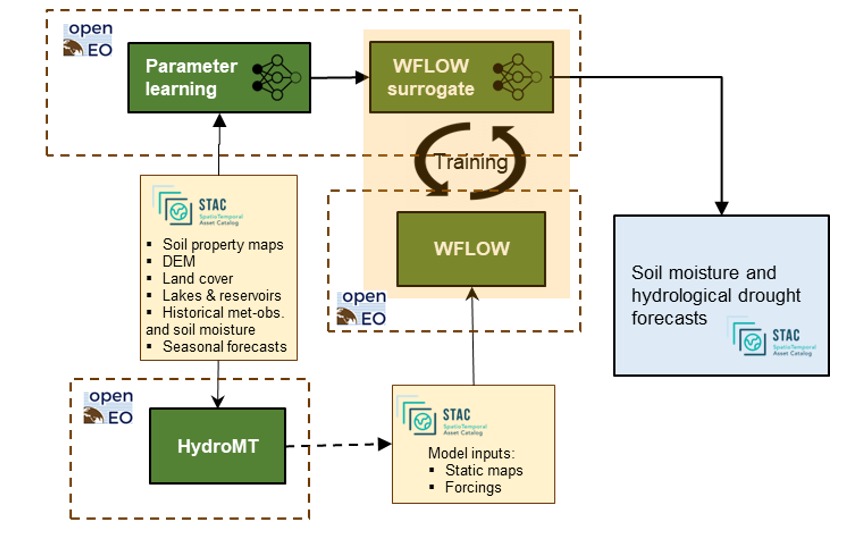 open
EO
Parameter
learning
WFLOW
surrogate
Training
STAC
SpatioTemporal
Asset Catalog
▪ Soil property maps
▪ DEM
▪ Land cover
▪ Lakes & reservoirs
▪ Historical met-obs.
and soil moisture
▪ Seasonal forecasts
WFLOW
open
EO
Soil moisture and
hydrological drought
forecasts
STAC
SpatioTemporal
Asset Catalog
open
EO
HydroMT
STAC
SpatioTemporal
Asset Catalog
Model inputs:
▪ Static maps
▪ Forcings